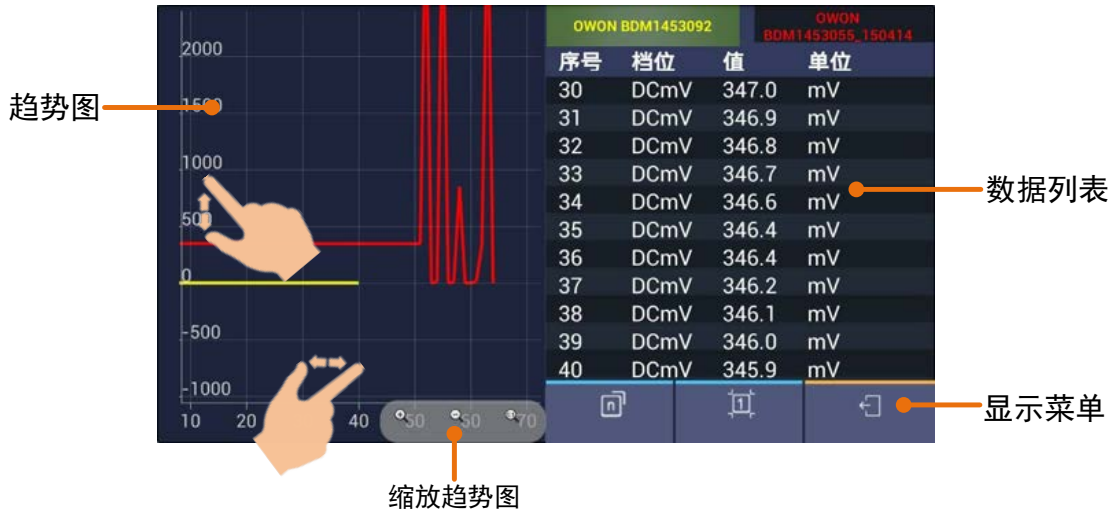 OWON BDM1453092
OWON
BDM1453055_150414
序号 档位 值 单位
30 DCmV 347.0 mV
31 DCmV 346.9 mV
32 DCmV 346.8 mV
33 DCmV 346.7 mV
34 DCmV 346.6 mV
35 DCmV 346.4 mV
36 DCmV 346.4 mV
37 DCmV 346.2 mV
38 DCmV 346.1 mV
39 DCmV 346.0 mV
40 DCmV 345.9 mV
n
1
2000
1500
1000
500
0
-500
-1000
10 20 40 50 60 70
趋势图
数据列表
显示菜单
缩放趋势图